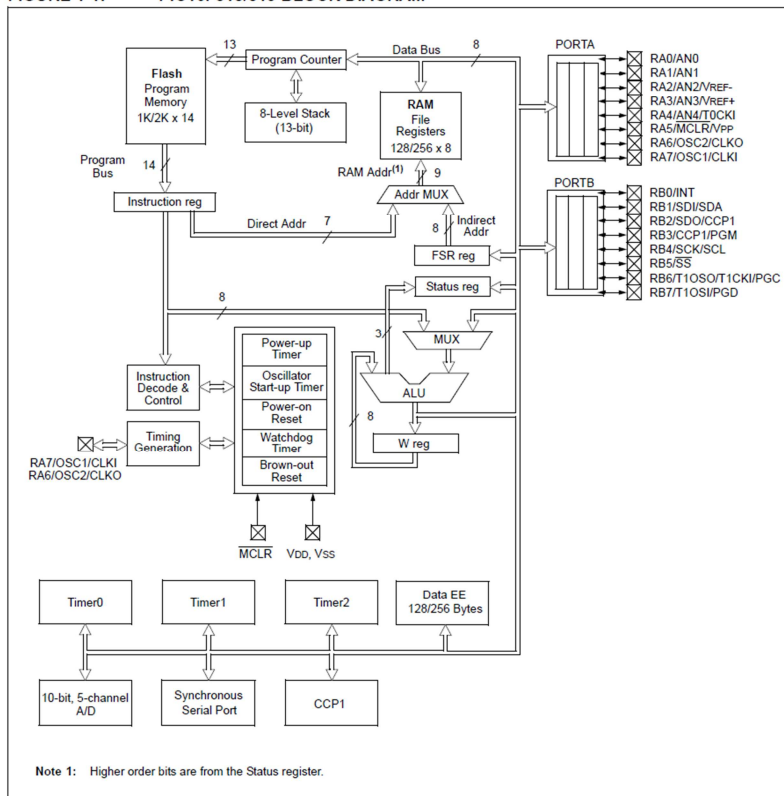 13
Program Counter
Data Bus
8
PORTA
Flash
Program
Memory
1K/2K x 14
8-Level Stack
(13-bit)
RAM
File
Registers
128/256 x 8
RA0/AN0
RA1/AN1
RA2/AN2/VREF-
RA3/AN3/VREF+
RA4/AN4/T0CKI
RA5/MCLR/VPP
RA6/OSC2/CLKO
RA7/OSC1/CLKI
Program
Bus
14
RAM Addr(1)
9
PORTB
Instruction reg
Addr MUX
Direct Addr
7
8
Indirect
Addr
FSR reg
RB0/INT
RB1/SDI/SDA
RB2/SDO/CCP1
RB3/CCP1/PGM
RB4/SCK/SCL
RB5/SS
RB6/T1OSO/T1CKI/PGC
RB7/T1OSI/PGD
Status reg
8
3
MUX
Power-up
Timer
Instruction
Decode &
Control
Oscillator
Start-up Timer
ALU
Power-on
Reset
8
Timing
Generation
Watchdog
Timer
W reg
RA7/OSC1/CLKI
RA6/OSC2/CLKO
Brown-out
Reset
MCLR
VDD, VSS
Timer0
Timer1
Timer2
Data EE
128/256 Bytes
10-bit, 5-channel
A/D
Synchronous
Serial Port
CCP1
Note 1: Higher order bits are from the Status register.